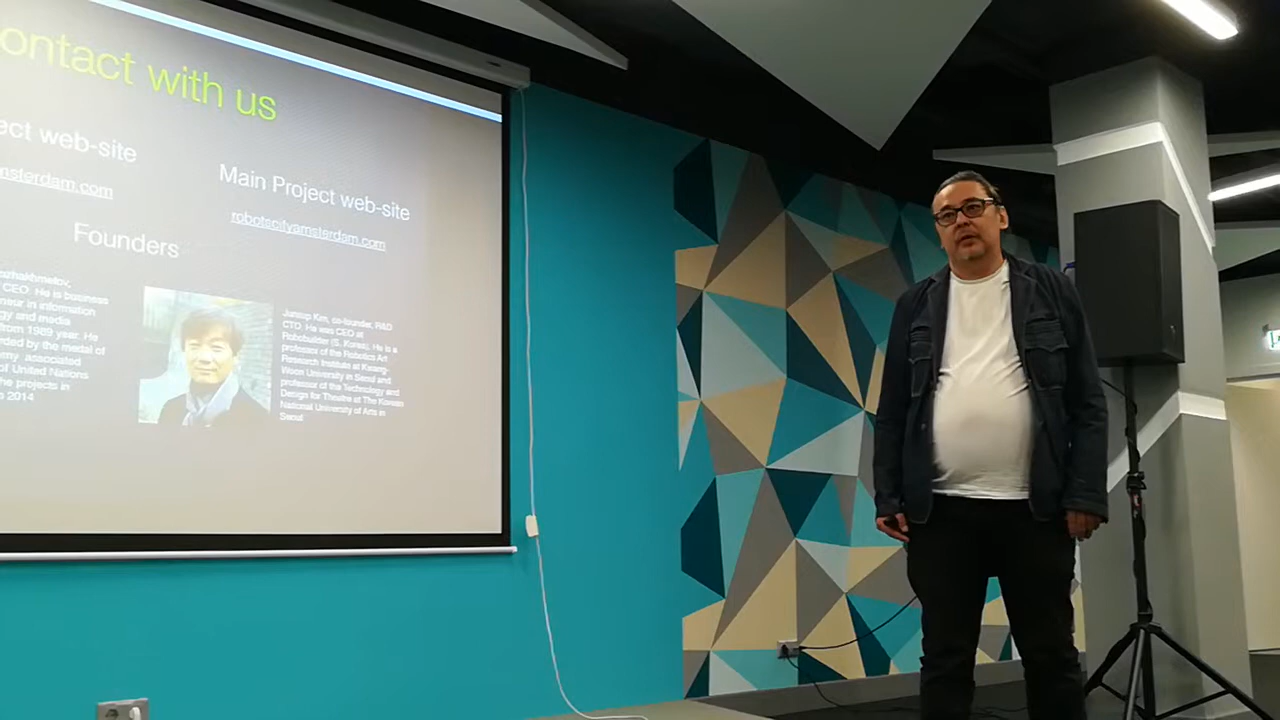 ontact with us
ect web-site
msterdam.com
Main Project web-site
robotscityamsterdam.com
Founders
CEO. He is business
neur in information
gy and media
from 1989 year. He
rded by the medal of
emy associated
of United Nations
he projects in
2014
Junsup Kim, co-founder, R&D
CTO. He was CEO at
Robobuilder (S. Korea). He is a
professor of the Robotics Art
Research Institute at Kwang-
Woon University in Seoul and
professor of the Technology and
Design for Theatre at The Korean
National University of Arts in
Seoul